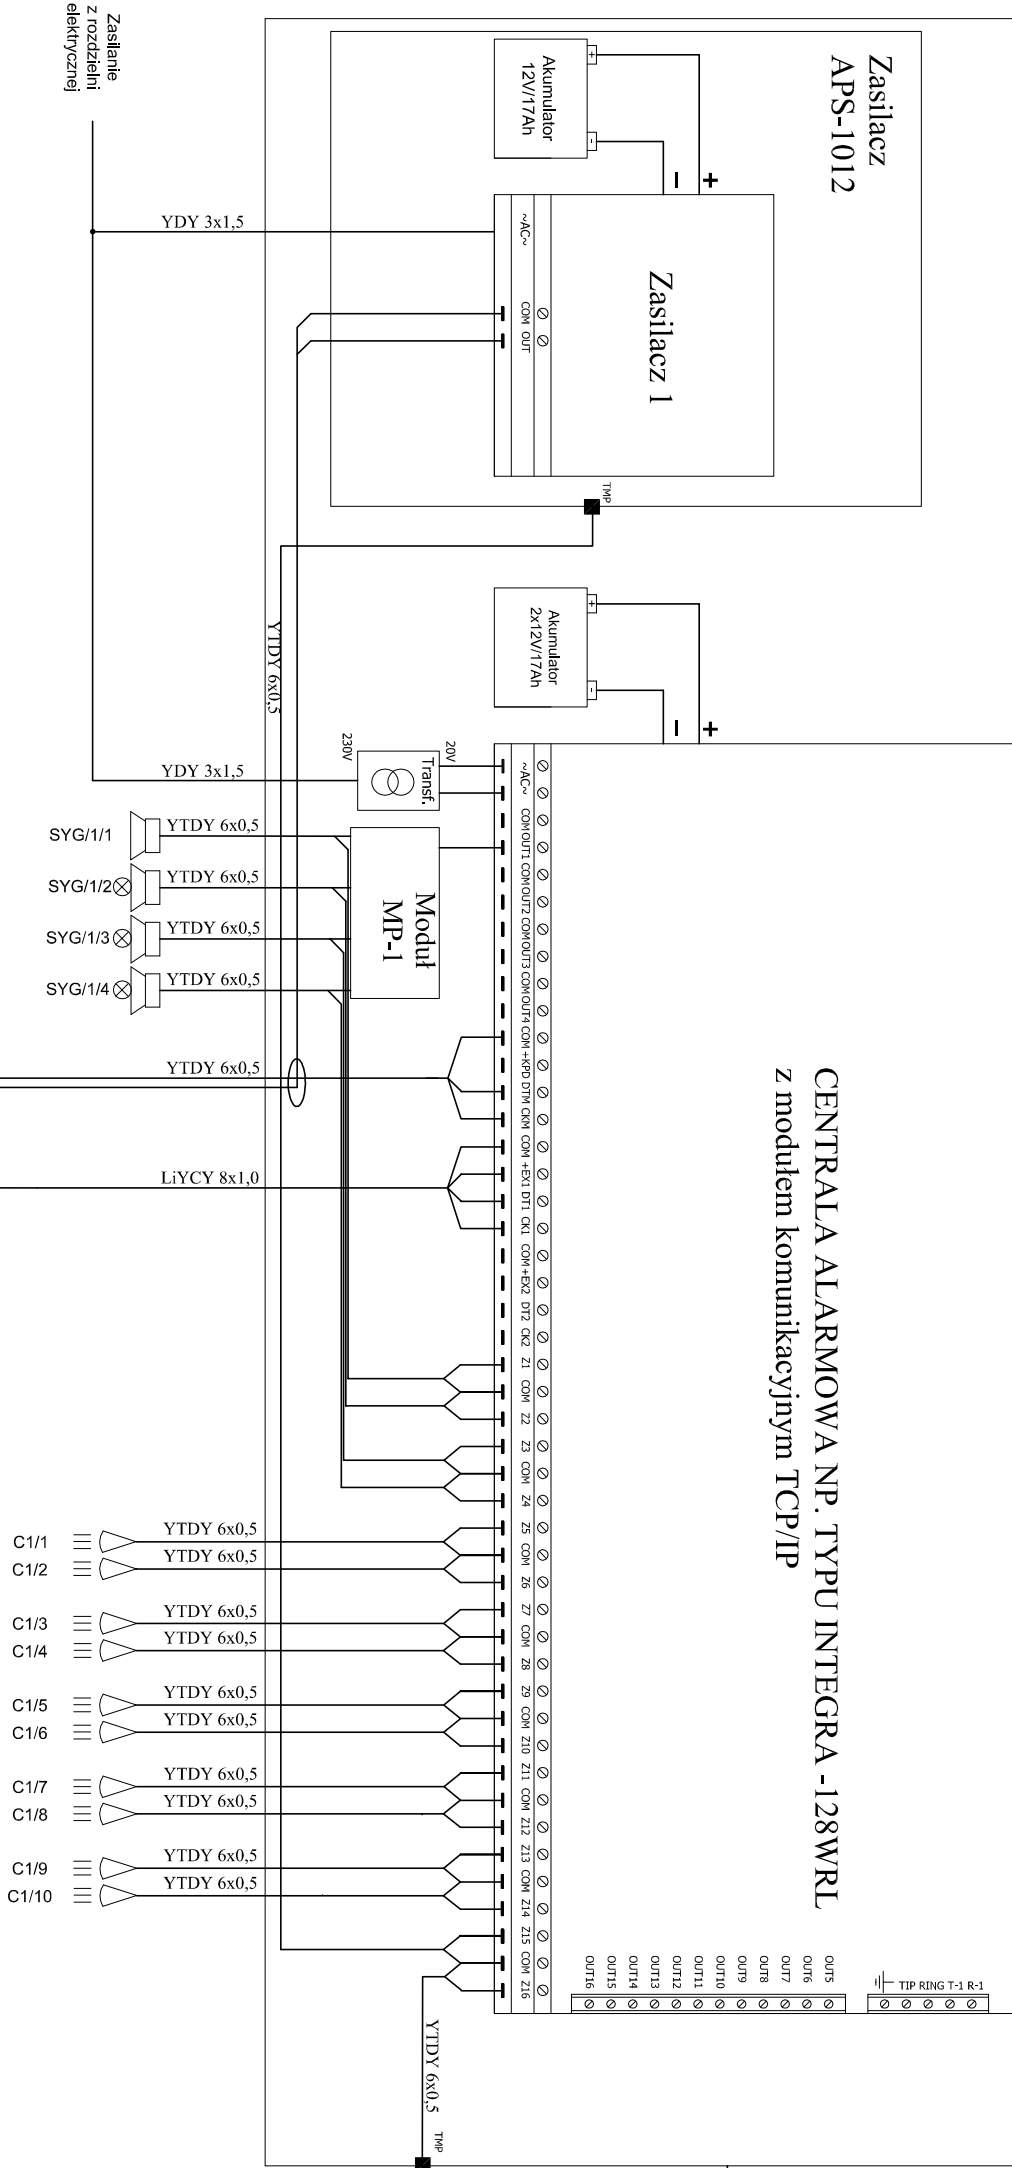 Zasilanie
z rozdzielni
elektrycznej
Zasilacz
APS-1012
Akumulator
12V/17Ah
+
-
+
-
Zasilacz 1
YDY 3x1,5
~AC~
COM
OUT
TMP
YTDY 6x0,5
Akumulator
2x12V/17Ah
+
-
+
-
230V
20V
Transf.
YDY 3x1,5
Moduł
MP-1
SYG/1/1
YTDY 6x0,5
SYG/1/2
YTDY 6x0,5
SYG/1/3
YTDY 6x0,5
SYG/1/4
YTDY 6x0,5
YTDY 6x0,5
LiYCY 8x1,0
CENTRALA ALARMOWA NP. TYPU INTEGRA -128WRL
z modułem komunikacyjnym TCP/IP
~AC~
COM
OUT1
COM
OUT2
COM
OUT3
COM
OUT4
COM
+KPD
DTM
CKM
COM
+EX1
DT1
CK1
COM
+EX2
DT2
CK2
Z1
COM
Z2
Z3
COM
Z4
Z5
COM
Z6
Z7
COM
Z8
Z9
COM
Z10
Z11
COM
Z12
Z13
COM
Z14
Z15
COM
Z16
C1/1
YTDY 6x0,5
C1/2
YTDY 6x0,5
C1/3
YTDY 6x0,5
C1/4
YTDY 6x0,5
C1/5
YTDY 6x0,5
C1/6
YTDY 6x0,5
C1/7
YTDY 6x0,5
C1/8
YTDY 6x0,5
C1/9
YTDY 6x0,5
C1/10
YTDY 6x0,5
OUT16
OUT15
OUT14
OUT13
OUT12
OUT11
OUT10
OUT9
OUT8
OUT7
OUT6
OUT5
TIP RING T-1 R-1
YTDY 6x0,5
TMP